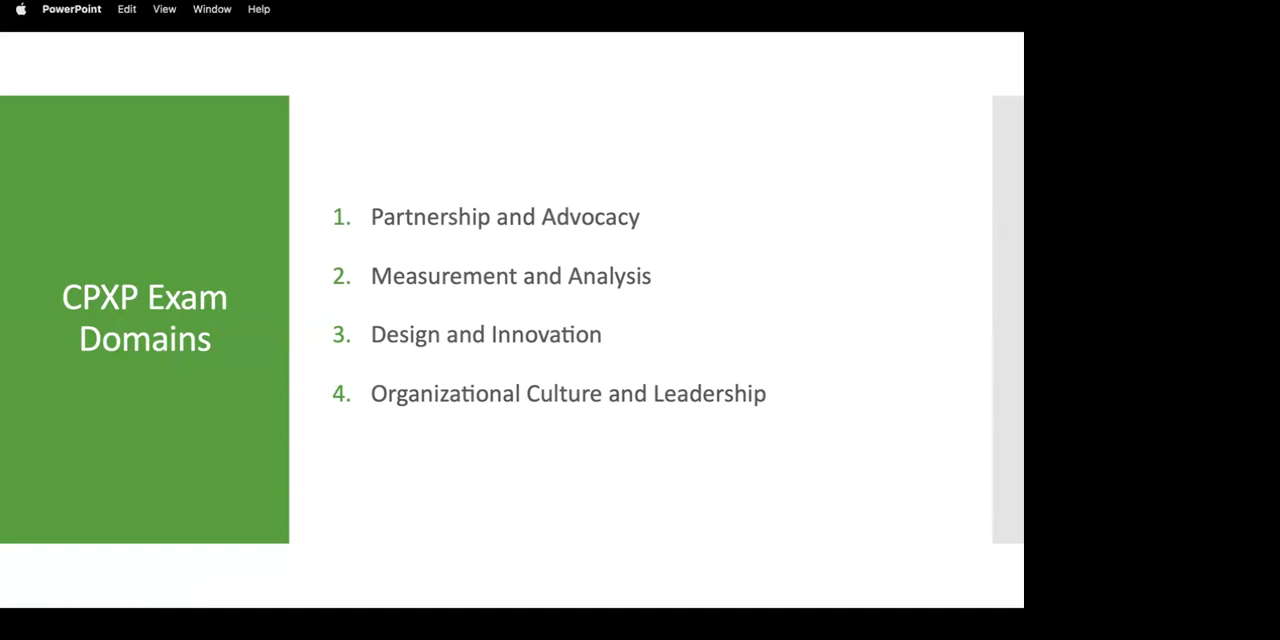 PowerPoint Edit View Window Help
CPXP Exam
Domains
1. Partnership and Advocacy
2. Measurement and Analysis
3. Design and Innovation
4. Organizational Culture and Leadership